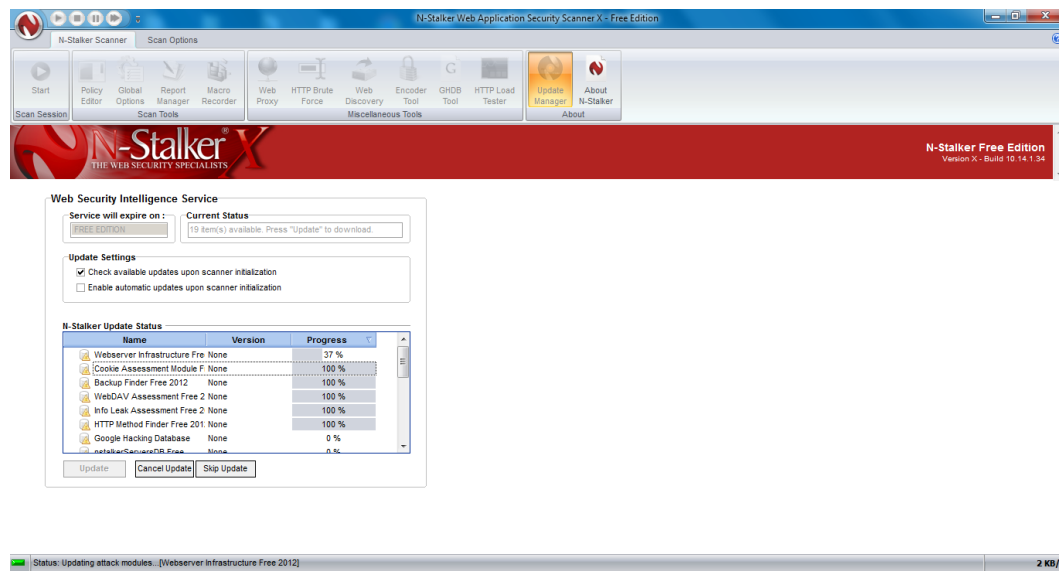 N-Stalker Web Application Security Scanner X - Free Edition
N-Stalker Scanner Scan Options
Start Policy Editor Global Options Report Manager Macro Recorder Web Proxy HTTP Brute Force Web Discovery Encoder Tool GHDB Tool HTTP Load Tester Update Manager About N-Stalker
Scan Session Scan Tools Miscellaneous Tools About
N-Stalker® X
THE WEB SECURITY SPECIALISTS
N-Stalker Free Edition
Version X - Build 10.14.1.34
Web Security Intelligence Service
Service will expire on : Current Status
FREE EDITION 19 item(s) available. Press "Update" to download.
Update Settings
Check available updates upon scanner initialization
Enable automatic updates upon scanner initialization
N-Stalker Update Status
Name Version Progress
Webserver Infrastructure Fre None 37 %
Cookie Assessment Module F None 100 %
Backup Finder Free 2012 None 100 %
WebDAV Assessment Free 2 None 100 %
Info Leak Assessment Free 2 None 100 %
HTTP Method Finder Free 201 None 100 %
Google Hacking Database None 0 %
nstalkerServersDB Free None 0 %
Update Cancel Update Skip Update
Status: Updating attack modules...[Webserver Infrastructure Free 2012] 2 KB/